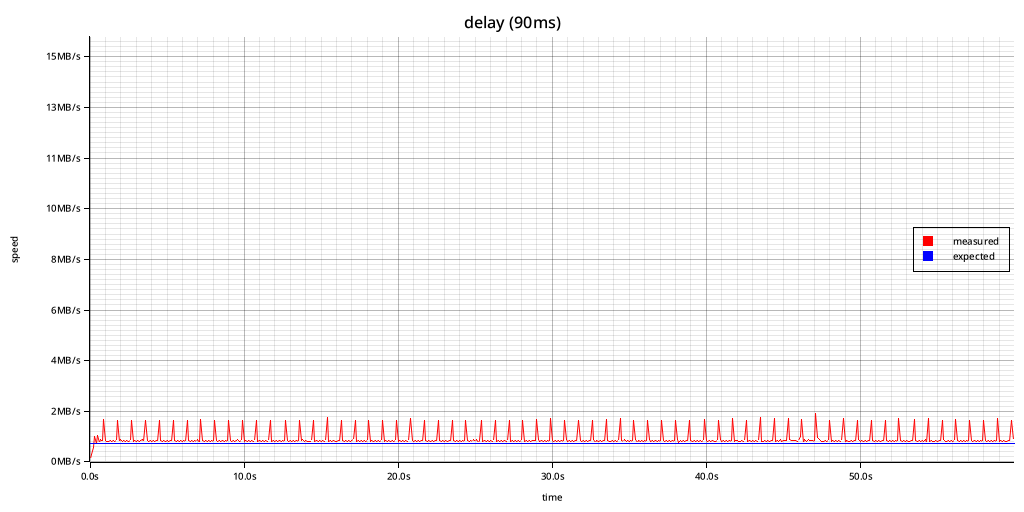 delay (90ms)
15MB/s
13MB/s
11MB/s
10MB/s
8MB/s
6MB/s
4MB/s
2MB/s
0MB/s
speed
measured
expected
0.0s
10.0s
20.0s
30.0s
40.0s
50.0s
time